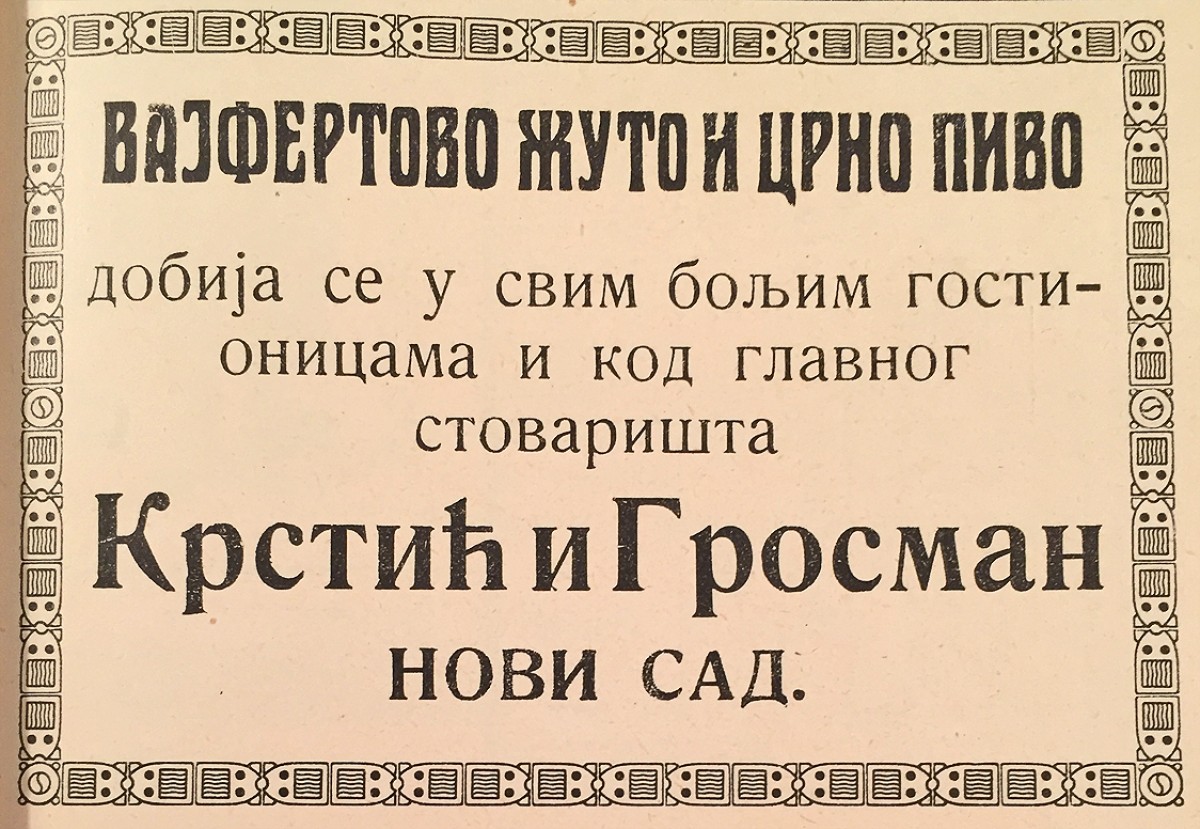 ВАЈФЕРТОВО ЖУТО И ЦРНО ПИВО
добија се у свим бољим гости-
оницама и код главног
стоваришта
Крстић и Гросман
НОВИ САД.